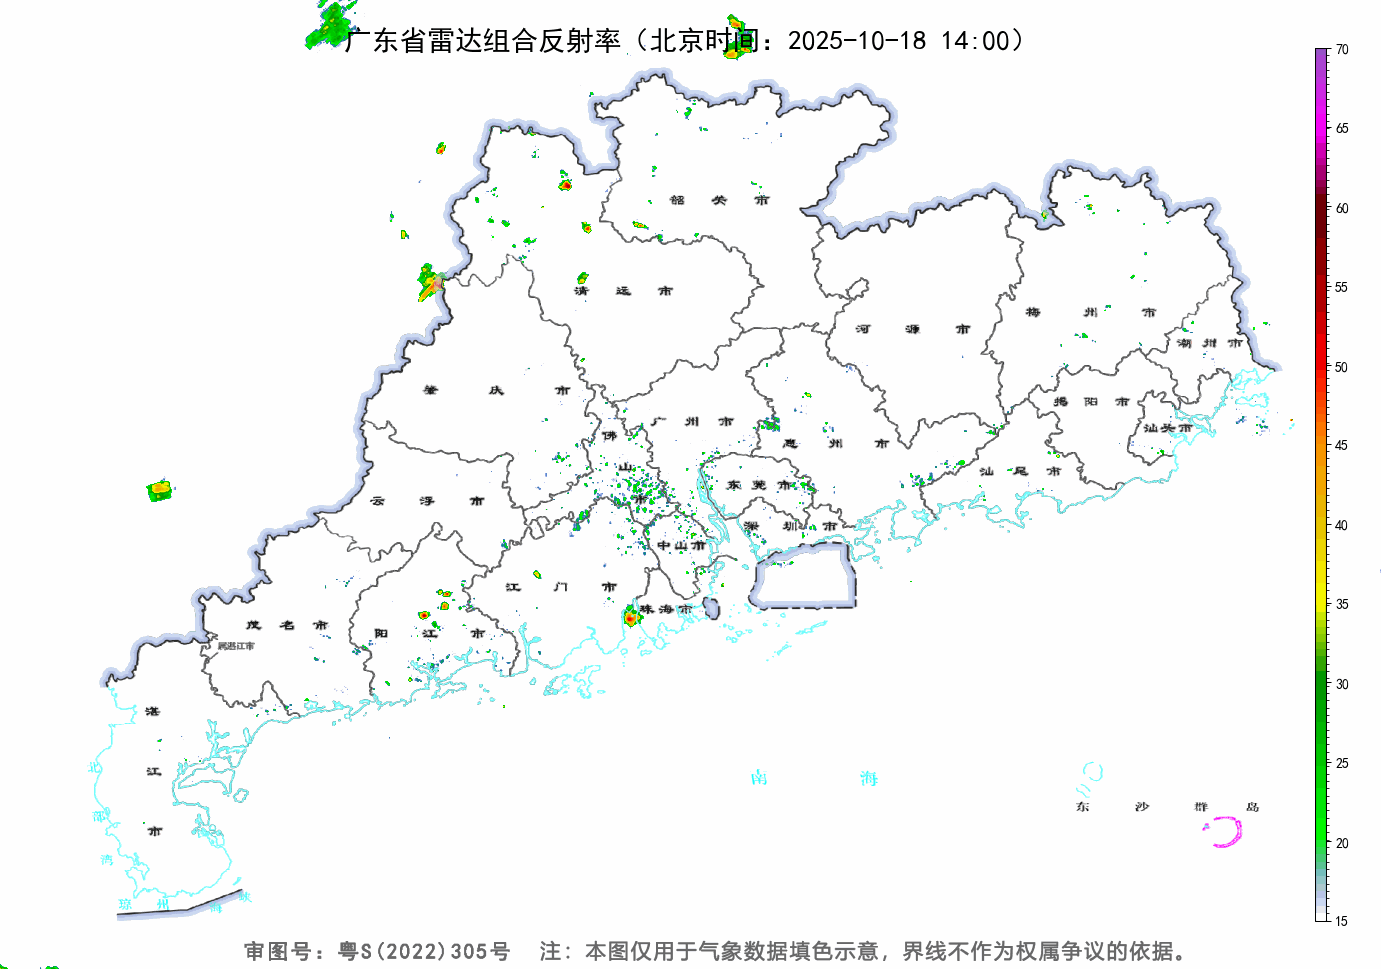 广东省雷达组合反射率（北京时间：2025-10-18 14:00）
70
65
60
55
50
45
40
35
30
25
20
15
韶关市
清远市
河源市
梅州市
潮州市
肇庆市
广州市
揭阳市
汕头市
佛山市
惠州市
汕尾市
东莞市
云浮市
深圳市
中山市
江门市
珠海市
茂名市
阳江市
属湛江市
湛江市
北部湾
南海
东沙群岛
琼州海峡
审图号：粤S(2022)305号 注：本图仅用于气象数据填色示意，界线不作为权属争议的依据。